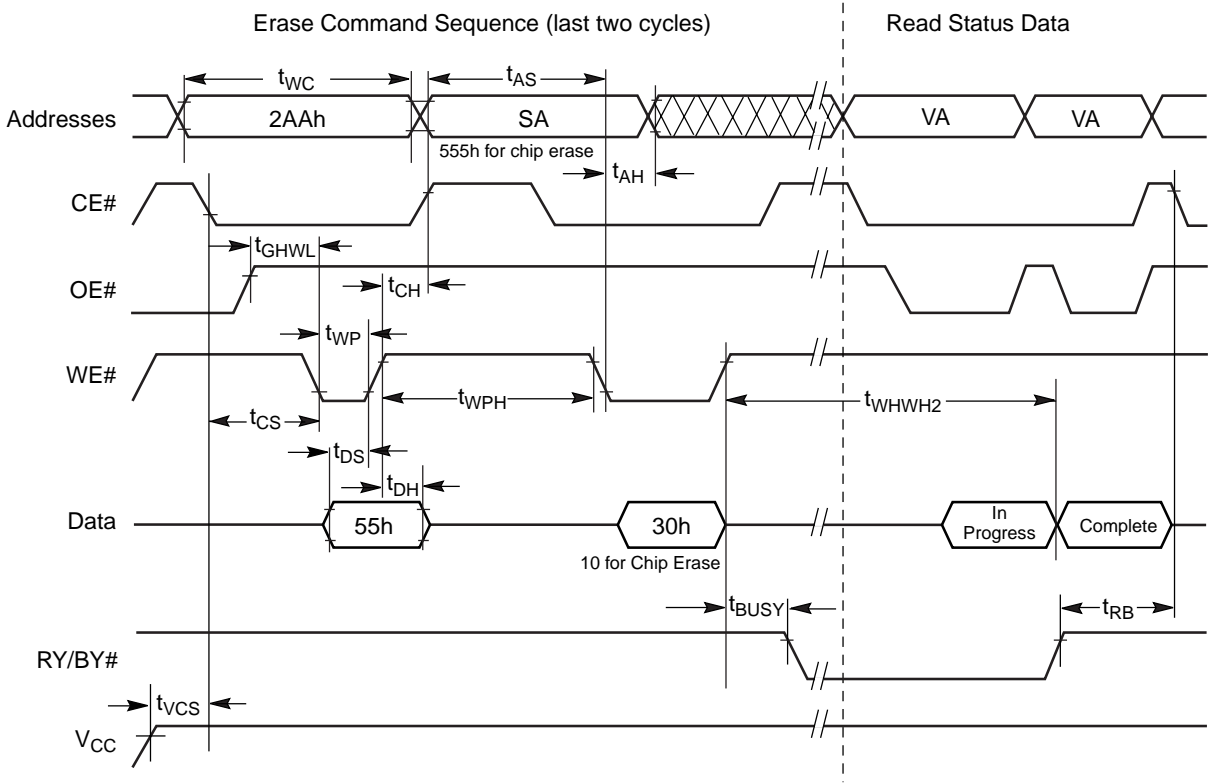 Erase Command Sequence (last two cycles)
Read Status Data
tWC
tAS
Addresses
2AAh
SA
VA
VA
555h for chip erase
tAH
CE#
tGHWL
OE#
tCH
tWP
WE#
tWPH
tWHWH2
tCS
tDS
tDH
Data
55h
30h
In
Progress
Complete
10 for Chip Erase
tBUSY
tRB
RY/BY#
tVCS
VCC